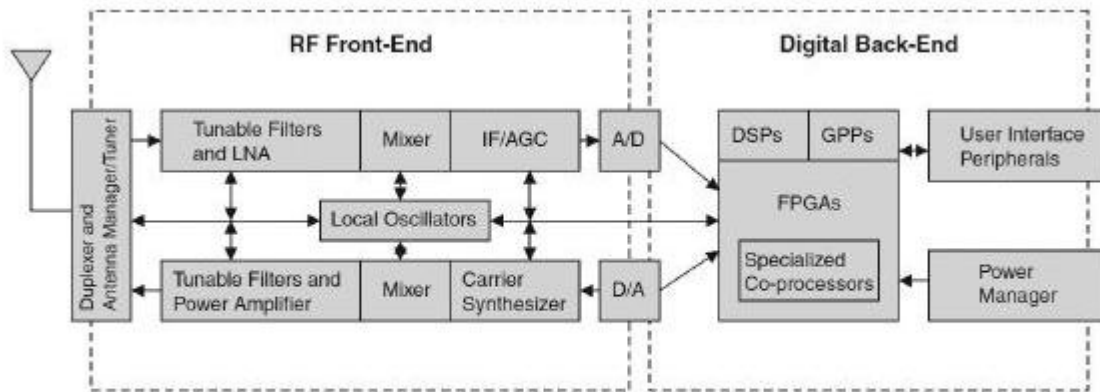 RF Front-End
Digital Back-End
Duplexer and
Antenna Manager/Tuner
Tunable Filters
and LNA
Mixer
IF/AGC
A/D
DSPs
GPPs
User Interface
Peripherals
Local Oscillators
FPGAs
Tunable Filters and
Power Amplifier
Mixer
Carrier
Synthesizer
D/A
Specialized
Co-processors
Power
Manager